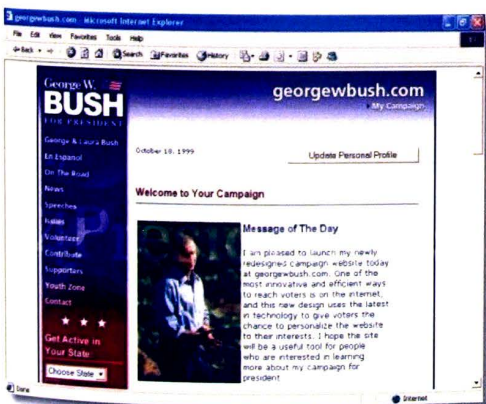 georgewbush.com - Microsoft Internet Explorer
File Edit View Favorites Tools Help
Back Search Favorites History
George W.
BUSH
FOR PRESIDENT
georgewbush.com
My Campaign
George & Laura Bush
En Espanol
On The Road
News
Speeches
Issues
Volunteer
Contribute
Supporters
Youth Zone
Contact
Get Active in
Your State
Choose State
October 18, 1999
Update Personal Profile
Welcome to Your Campaign
Message of The Day
I am pleased to launch my newly
redesigned campaign website today
at georgewbush.com. One of the
most innovative and efficient ways
to reach voters is on the internet,
and this new design uses the latest
in technology to give voters the
chance to personalize the website
to their interests. I hope the site
will be a useful tool for people
who are interested in learning
more about my campaign for
president
Done
Internet